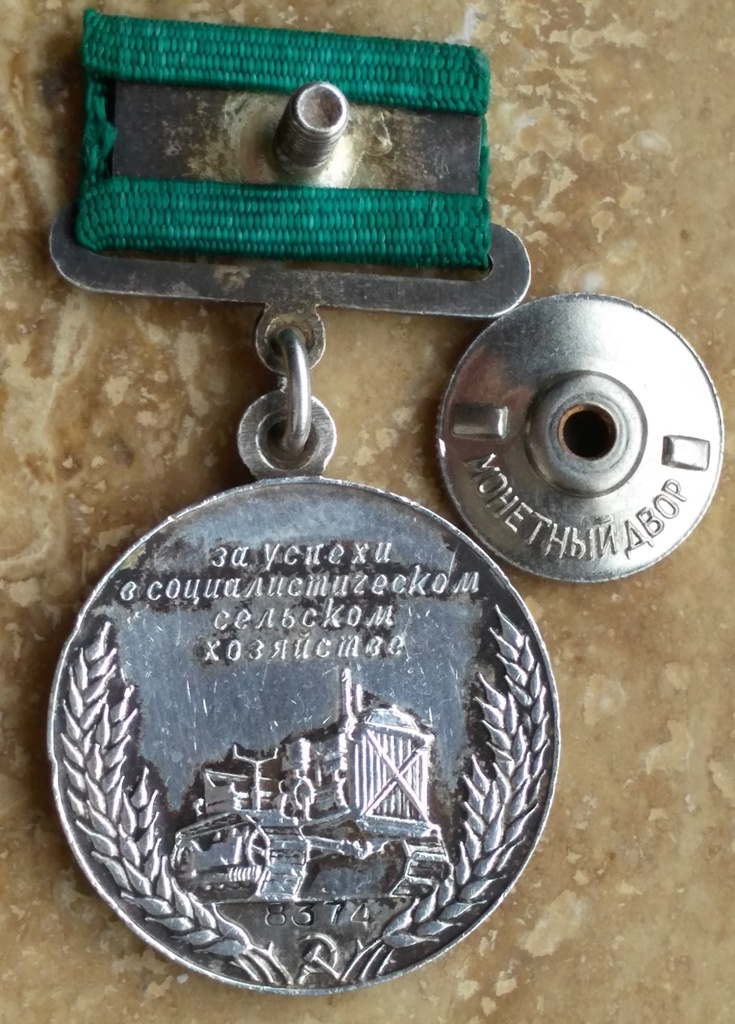 МОНЕТНЫЙ ДВОР
за успехи
в социалистическом
сельском
хозяйстве
8374